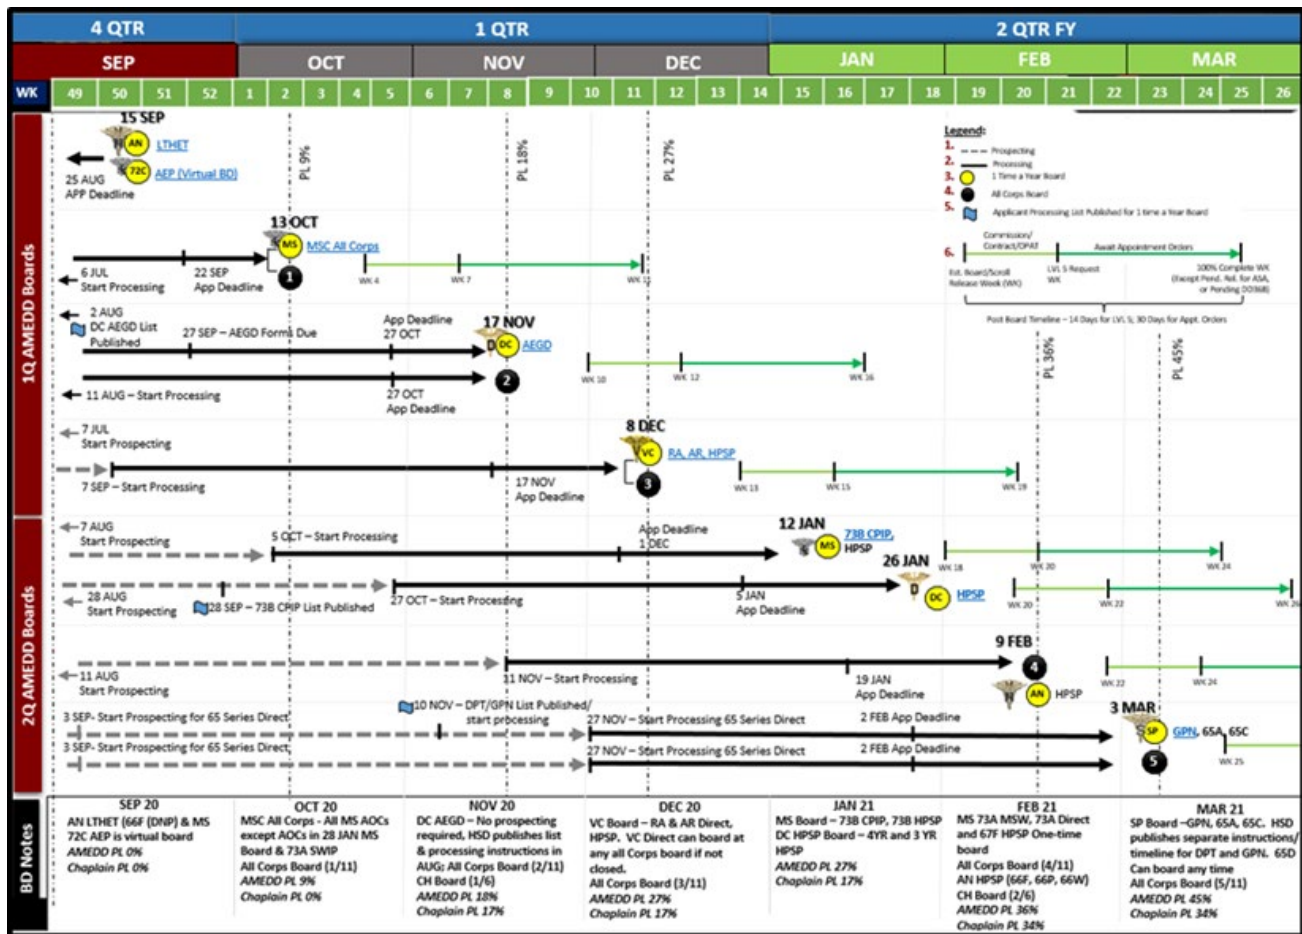 4 QTR 1 QTR 2 QTR FY
SEP OCT NOV DEC JAN FEB MAR
WK 49 50 51 52 1 2 3 4 5 6 7 8 9 10 11 12 13 14 15 16 17 18 19 20 21 22 23 24 25 26
1Q AMEDD Boards
15 SEP
AN LTHET
72C AEP (Virtual BD)
25 AUG
APP Deadline
PL 9%
PL 18%
PL 27%
Legend:
1. Prospecting
2. Processing
3. 1 Time a Year Board
4. All Corps Board
5. Applicant Processing List Published for 1 time a Year Board
6.
Commission/
Contract/OPAT
Await Appointment Orders
Est. Board/Scroll
Release Week (WK)
LVL 5 Request
WK
100% Complete WK
(Except Pend. Rel. for ASA,
or Pending DD368)
Post Board Timeline – 14 Days for LVL 5, 30 Days for Appt. Orders
13 OCT
MS MSC All Corps
1
6 JUL
Start Processing
22 SEP
App Deadline
WK 4 WK 7 WK 11
2 AUG
DC AEGD List
Published
27 SEP – AEGD Forms Due
App Deadline
27 OCT
17 NOV
D DC AEGD
2
11 AUG – Start Processing
27 OCT
App Deadline
WK 10 WK 12 WK 16
PL 36%
PL 45%
7 JUL
Start Prospecting
7 SEP – Start Processing
17 NOV
App Deadline
8 DEC
VC RA, AR, HPSP
3
WK 13 WK 15 WK 19
2Q AMEDD Boards
7 AUG
Start Prospecting
5 OCT – Start Processing
App Deadline
1 DEC
12 JAN
MS 73B CPIP,
HPSP
WK 18 WK 20 WK 24
28 AUG
Start Prospecting
28 SEP – 73B CPIP List Published
27 OCT – Start Processing
5 JAN
App Deadline
26 JAN
D DC HPSP
WK 20 WK 22 WK 26
11 AUG
Start Prospecting
11 NOV – Start Processing
19 JAN
App Deadline
9 FEB
4
N AN HPSP
WK 22 WK 24
10 NOV – DPT/GPN List Published/
start processing
3 SEP- Start Prospecting for 65 Series Direct
27 NOV – Start Processing 65 Series Direct
2 FEB App Deadline
3 MAR
S SP GPN, 65A, 65C
5
WK 25
3 SEP- Start Prospecting for 65 Series Direct
27 NOV – Start Processing 65 Series Direct
2 FEB App Deadline
BD Notes
SEP 20
AN LTHET (66F (DNP) & MS
72C AEP is virtual board
AMEDD PL 0%
Chaplain PL 0%
OCT 20
MSC All Corps - All MS AOCs
except AOCs in 28 JAN MS
Board & 73A SWIP
All Corps Board (1/11)
AMEDD PL 9%
Chaplain PL 0%
NOV 20
DC AEGD – No prospecting
required, HSD publishes list
& processing instructions in
AUG; All Corps Board (2/11)
CH Board (1/6)
AMEDD PL 18%
Chaplain PL 17%
DEC 20
VC Board – RA & AR Direct,
HPSP. VC Direct can board at
any all Corps board if not
closed.
All Corps Board (3/11)
AMEDD PL 27%
Chaplain PL 17%
JAN 21
MS Board – 73B CPIP, 73B HPSP
DC HPSP Board – 4YR and 3 YR
HPSP
AMEDD PL 27%
Chaplain PL 17%
FEB 21
MS 73A MSW, 73A Direct
and 67F HPSP One-time
board
All Corps Board (4/11)
AN HPSP (66F, 66P, 66W)
CH Board (2/6)
AMEDD PL 36%
Chaplain PL 34%
MAR 21
SP Board –GPN, 65A, 65C. HSD
publishes separate instructions/
timeline for DPT and GPN. 65D
Can board any time
All Corps Board (5/11)
AMEDD PL 45%
Chaplain PL 34%